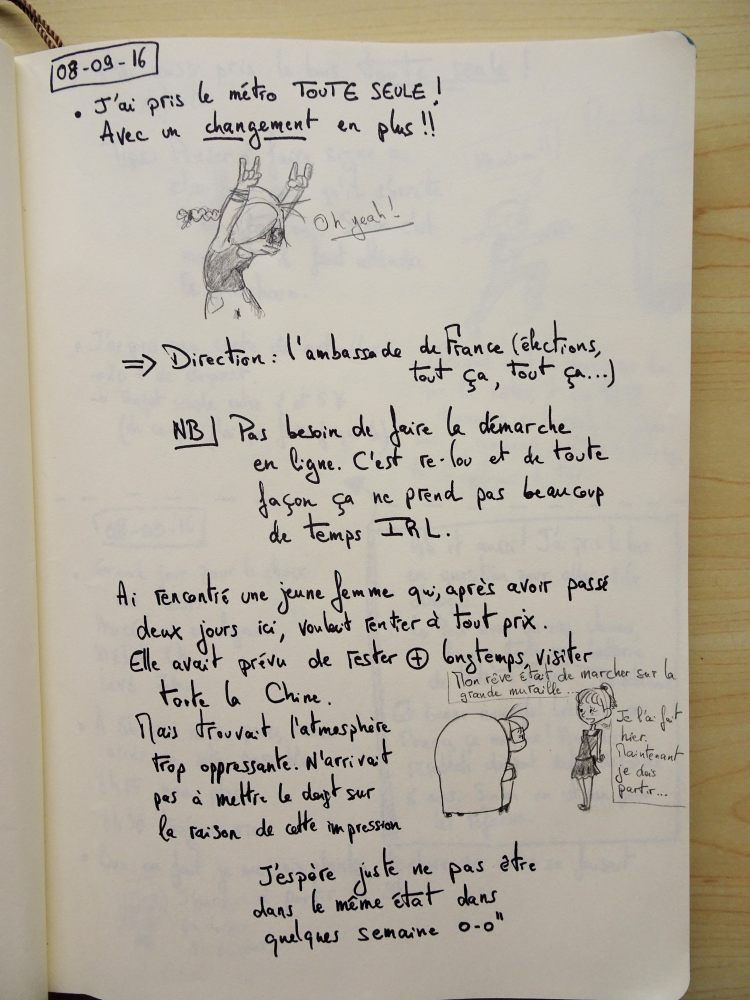 08-09-16
• J'ai pris le métro TOUTE SEULE !
Avec un changement en plus !!
Oh yeah !
⇒ Direction : l'ambassade de France (élections,
tout ça, tout ça...)
NB| Pas besoin de faire la démarche
en ligne. C'est re-lou et de toute
façon ça ne prend pas beaucoup
de temps IRL.
Ai rencontré une jeune femme qui, après avoir passé
deux jours ici, voulait rentrer à tout prix.
Elle avait prévu de rester ⊕ longtemps, visiter
toute la Chine.
Mon rêve était de marcher sur la
grande muraille...
Je l'ai fait
hier.
Maintenant
je dois
partir...
Mais trouvait l'atmosphère
trop oppressante. N'arrivait
pas à mettre le doigt sur
la raison de cette impression
J'espère juste ne pas être
dans le même état dans
quelques semaine o-o"